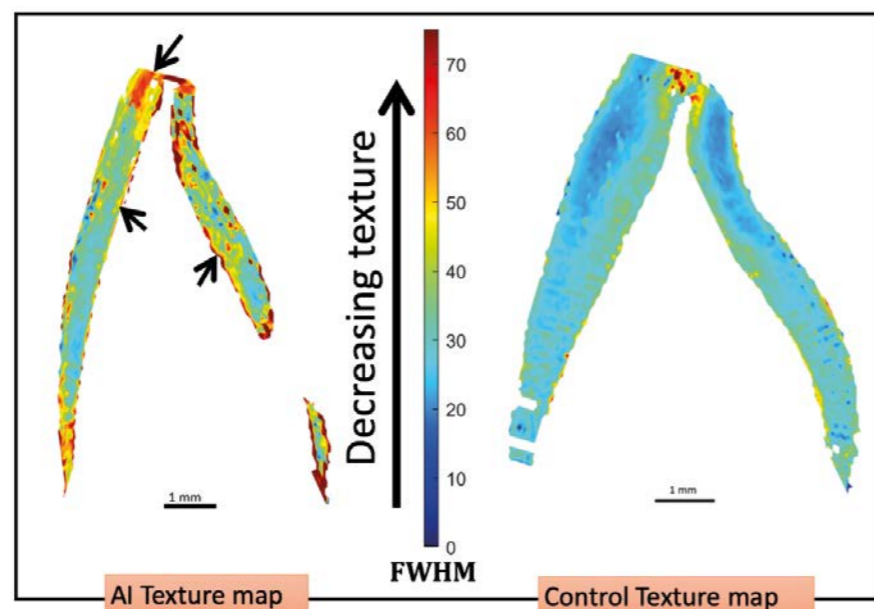 70
60
50
40
30
20
10
0
Decreasing texture
FWHM
1 mm
1 mm
AI Texture map
Control Texture map